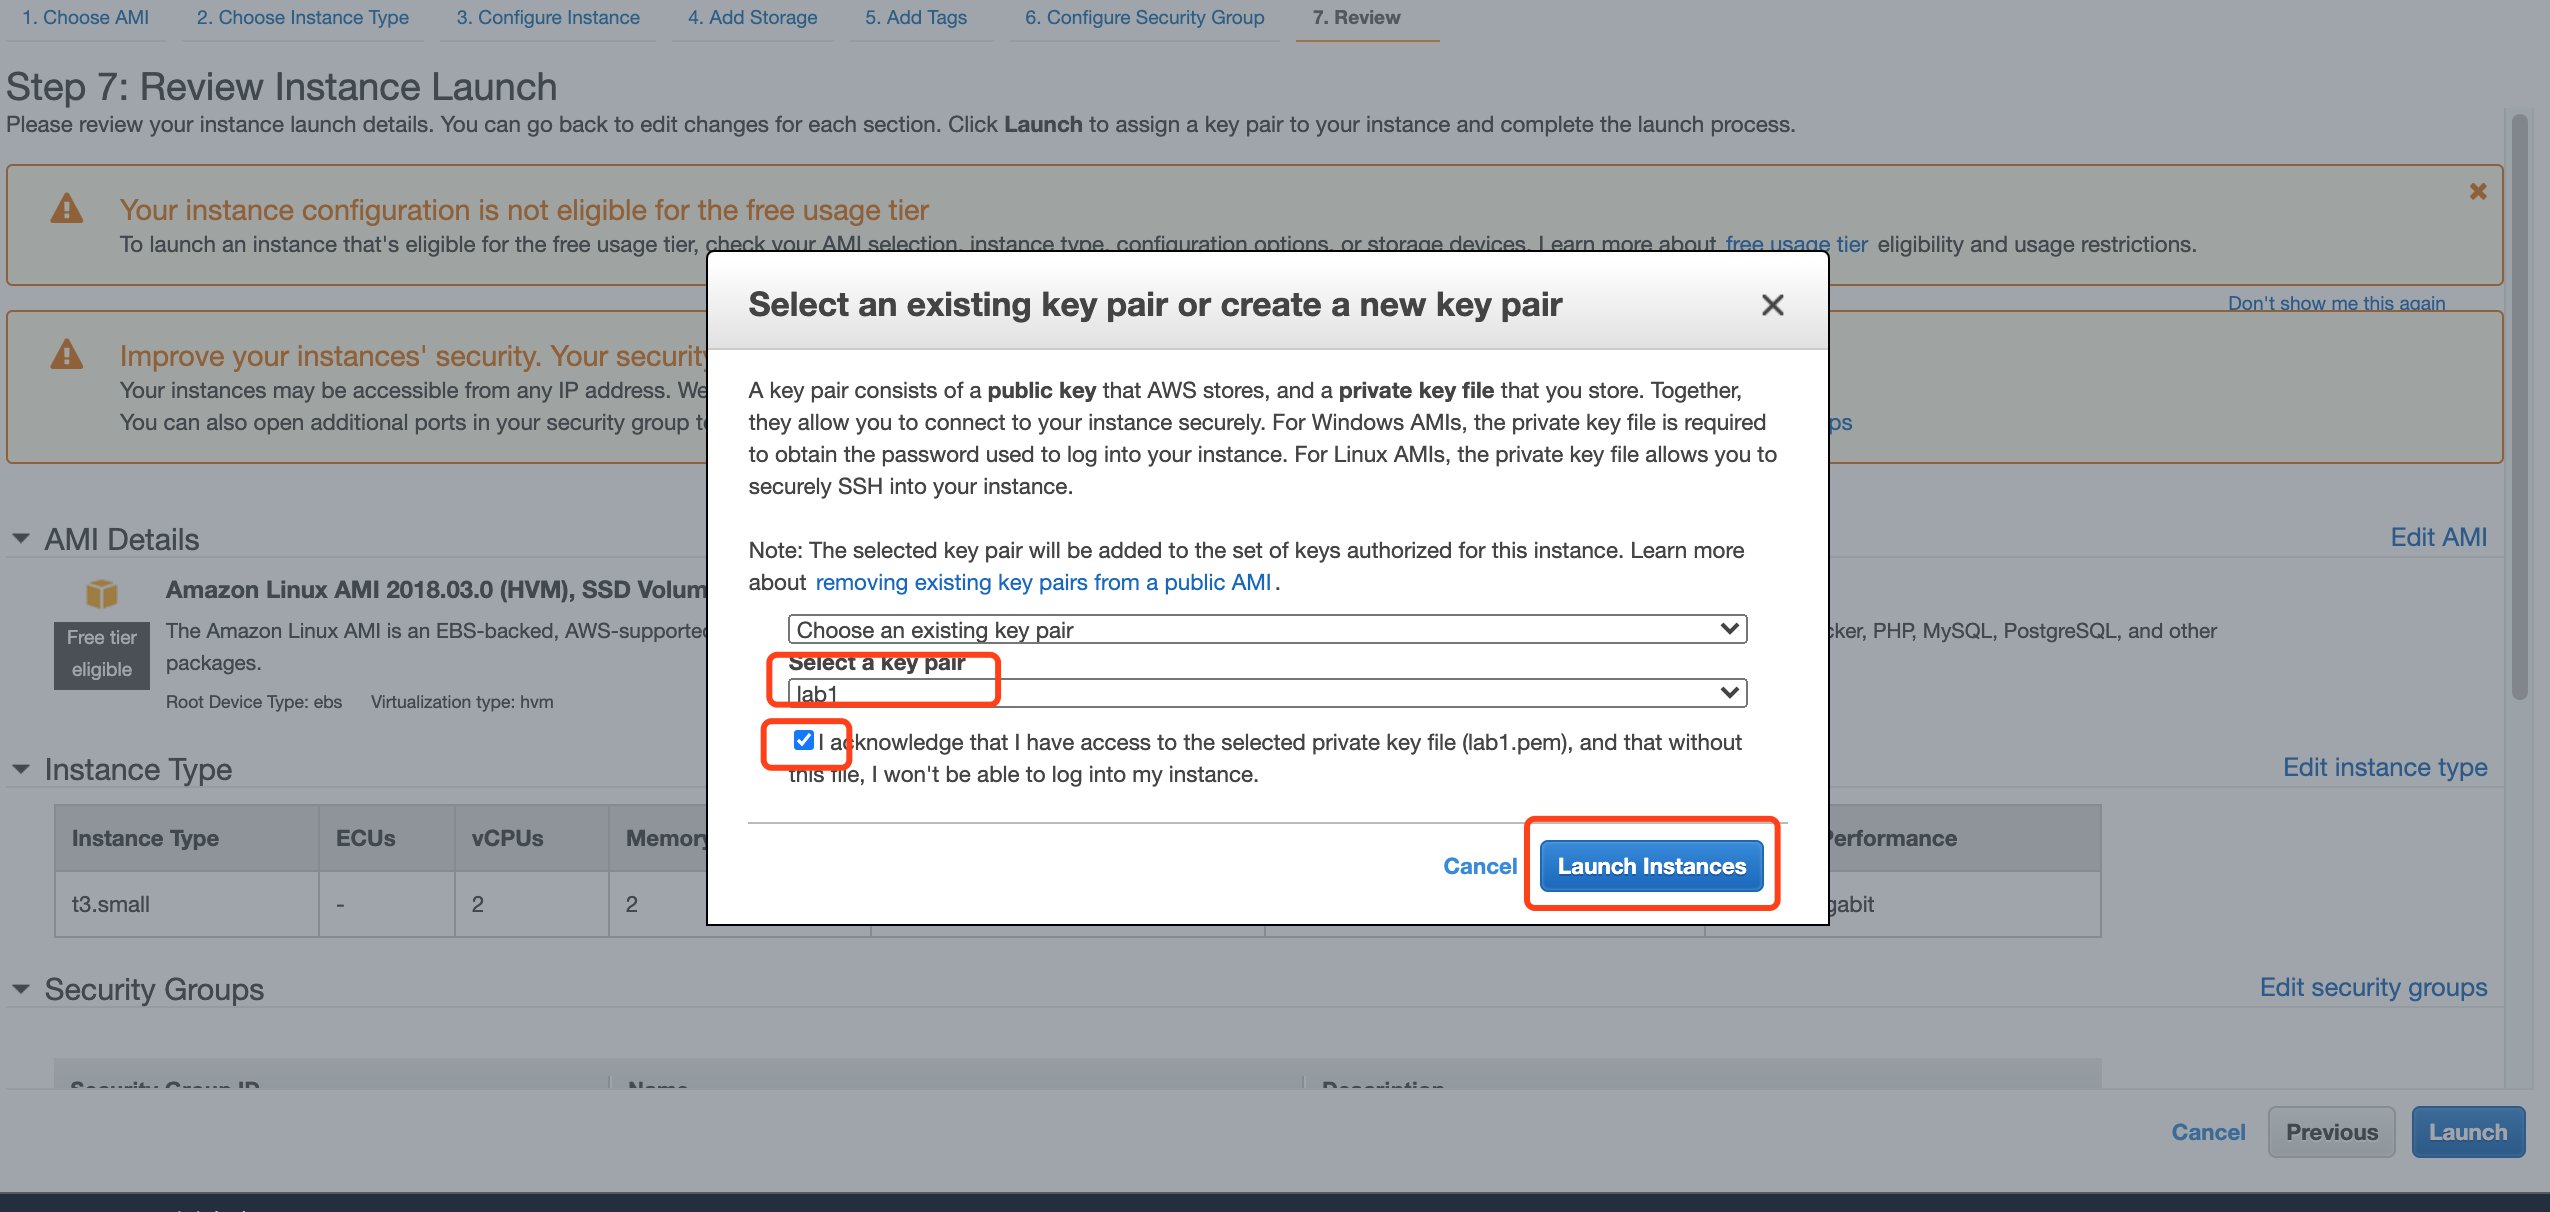 1. Choose AMI 2. Choose Instance Type 3. Configure Instance 4. Add Storage 5. Add Tags 6. Configure Security Group 7. Review
Step 7: Review Instance Launch
Please review your instance launch details. You can go back to edit changes for each section. Click Launch to assign a key pair to your instance and complete the launch process.
Your instance configuration is not eligible for the free usage tier
To launch an instance that's eligible for the free usage tier, check your AMI selection, instance type, configuration options, or storage devices. Learn more about free usage tier eligibility and usage restrictions.
Don't show me this again
Improve your instances' security. Your security
Your instances may be accessible from any IP address. We
You can also open additional ports in your security group
Select an existing key pair or create a new key pair
A key pair consists of a public key that AWS stores, and a private key file that you store. Together,
they allow you to connect to your instance securely. For Windows AMIs, the private key file is required
to obtain the password used to log into your instance. For Linux AMIs, the private key file allows you to
securely SSH into your instance.
Note: The selected key pair will be added to the set of keys authorized for this instance. Learn more
about removing existing key pairs from a public AMI.
Choose an existing key pair
Select a key pair
lab1
I acknowledge that I have access to the selected private key file (lab1.pem), and that without
this file, I won't be able to log into my instance.
Cancel Launch Instances
AMI Details Edit AMI
Amazon Linux AMI 2018.03.0 (HVM), SSD Volum
Free tier
eligible
The Amazon Linux AMI is an EBS-backed, AWS-supported cker, PHP, MySQL, PostgreSQL, and other
packages.
Root Device Type: ebs Virtualization type: hvm
Instance Type Edit instance type
Instance Type ECUs vCPUs Memory Performance
t3.small - 2 2 gabit
Security Groups Edit security groups
Security Group ID Name Description
Cancel Previous Launch